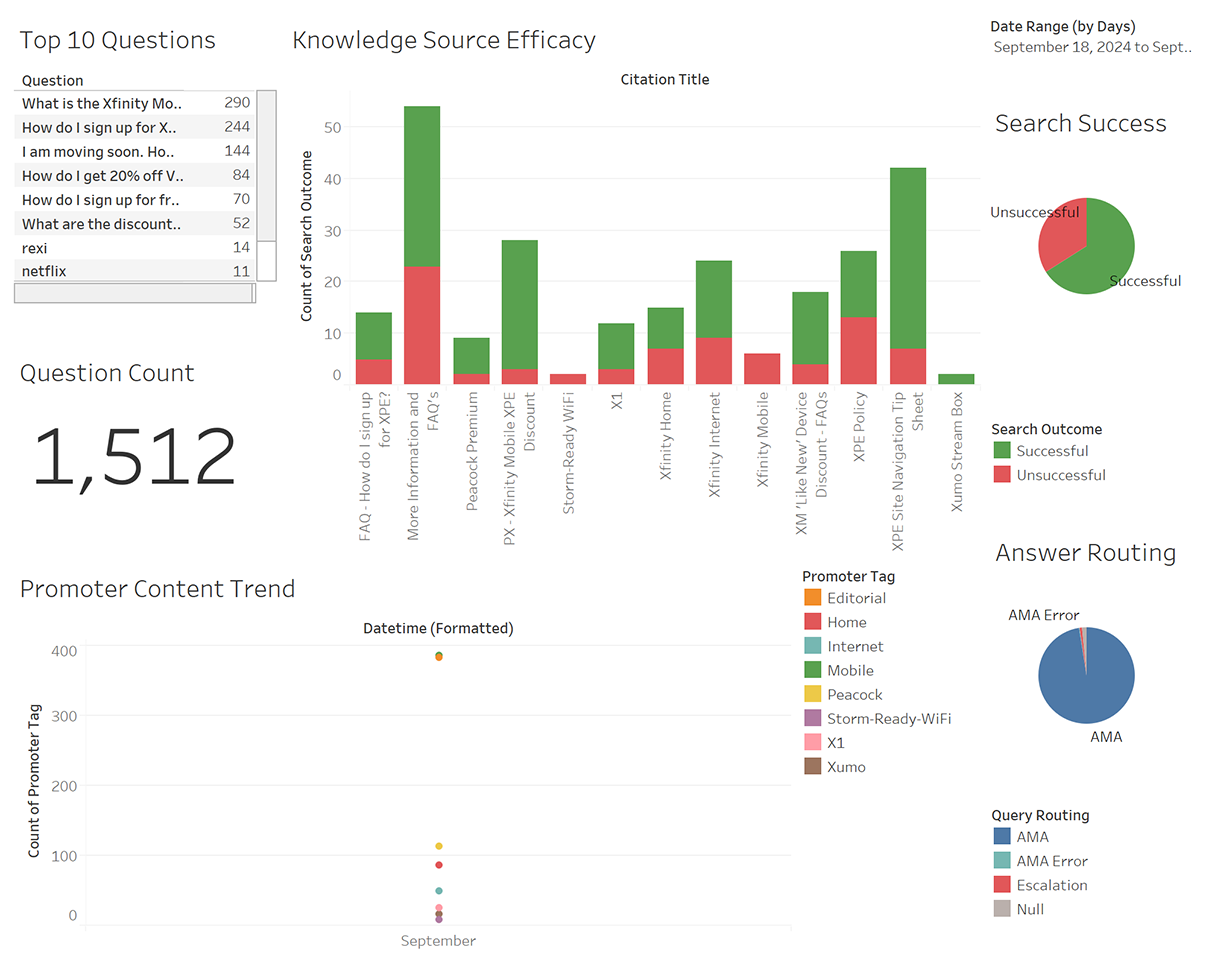 Top 10 Questions
Question
What is the Xfinity Mo.. 290
How do I sign up for X.. 244
I am moving soon. Ho.. 144
How do I get 20% off V.. 84
How do I sign up for fr.. 70
What are the discount.. 52
rexi 14
netflix 11
Question Count
1,512
Knowledge Source Efficacy
Citation Title
Count of Search Outcome
50
40
30
20
10
0
FAQ - How do I sign up
for XPE?
More Information and
FAQ's
Peacock Premium
PX - Xfinity Mobile XPE
Discount
Storm-Ready WiFi
X1
Xfinity Home
Xfinity Internet
Xfinity Mobile
XM 'Like New' Device
Discount - FAQs
XPE Policy
XPE Site Navigation Tip
Sheet
Xumo Stream Box
Date Range (by Days)
September 18, 2024 to Sept..
Search Success
Unsuccessful
Successful
Search Outcome
Successful
Unsuccessful
Answer Routing
AMA Error
AMA
Query Routing
AMA
AMA Error
Escalation
Null
Promoter Content Trend
Datetime (Formatted)
Count of Promoter Tag
400
300
200
100
0
September
Promoter Tag
Editorial
Home
Internet
Mobile
Peacock
Storm-Ready-WiFi
X1
Xumo